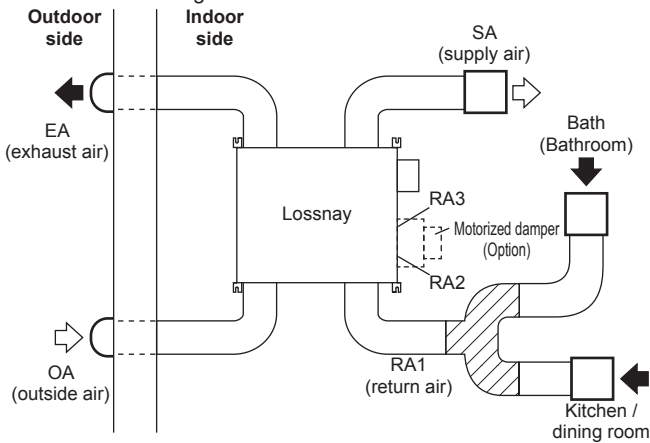 Outdoor
side
Indoor
side
SA
(supply air)
EA
(exhaust air)
Bath
(Bathroom)
Lossnay
RA3
Motorized damper
(Option)
RA2
OA
(outside air)
RA1
(return air)
Kitchen /
dining room